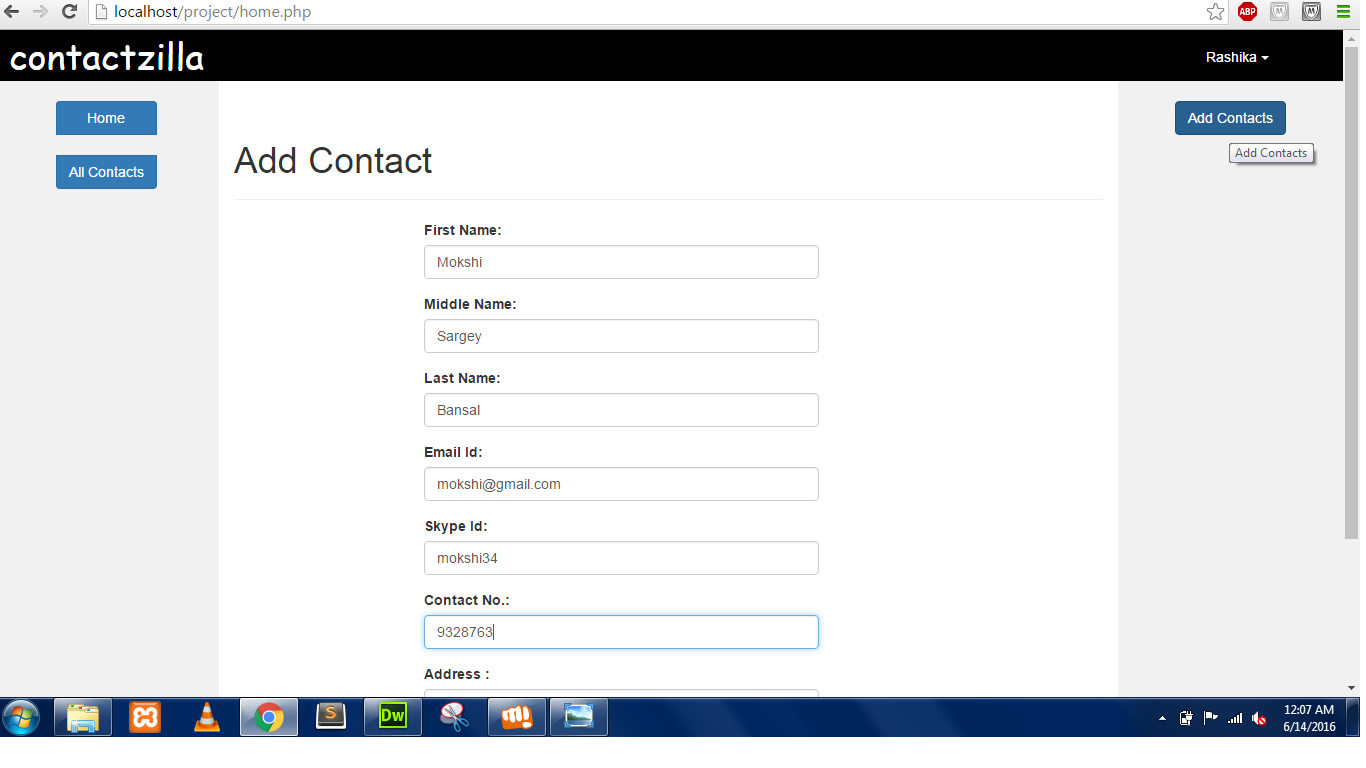 localhost/project/home.php
ABP
contactzilla
Rashika
Home
Add Contacts
All Contacts
Add Contacts
Add Contact
First Name:
Mokshi
Middle Name:
Sargey
Last Name:
Bansal
Email Id:
mokshi@gmail.com
Skype Id:
mokshi34
Contact No.:
9328763
Address :
S
Dw
12:07 AM
6/14/2016